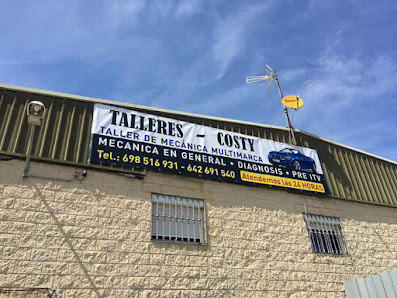 TALLERES - COSTY
TALLER DE MECÁNICA MULTIMARCA
MECANICA EN GENERAL • DIAGNOSIS • PRE ITV
Tel.: 698 516 931 - 642 691 540
Atendemos las 24 HORAS